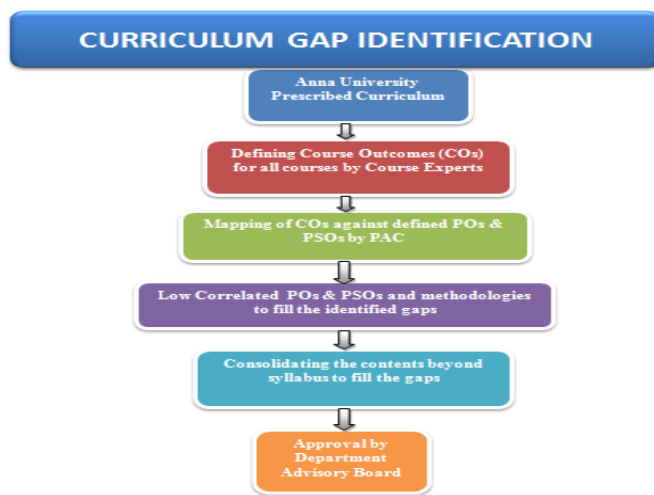 CURRICULUM GAP IDENTIFICATION
Anna University
Prescribed Curriculum
Defining Course Outcomes (COs)
for all courses by Course Experts
Mapping of COs against defined POs &
PSOs by PAC
Low Correlated POs & PSOs and methodologies
to fill the identified gaps
Consolidating the contents beyond
syllabus to fill the gaps
Approval by
Department
Advisory Board